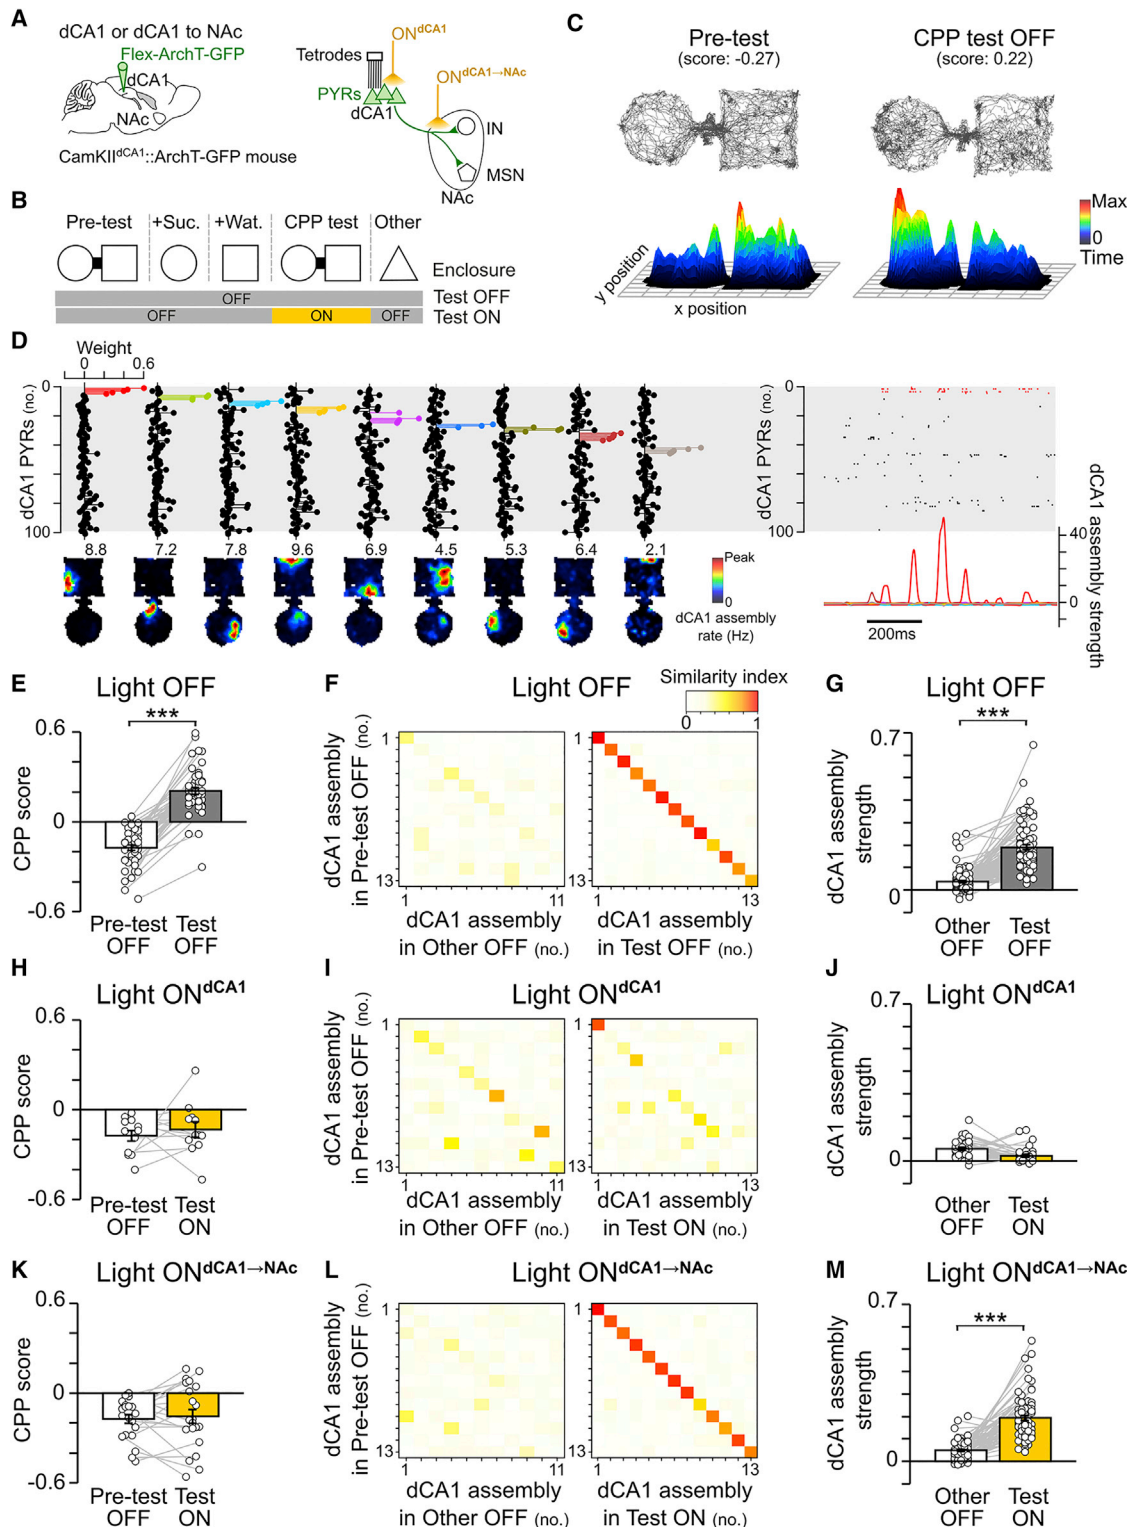 A
dCA1 or dCA1 to NAc
Flex-ArchT-GFP
dCA1
NAc
CamKII^dCA1::ArchT-GFP mouse
ON^dCA1
Tetrodes
ON^dCA1→NAc
PYRs
dCA1
IN
MSN
NAc
B
Pre-test +Suc. +Wat. CPP test Other
Enclosure
OFF Test OFF
OFF ON OFF Test ON
C
Pre-test CPP test OFF
(score: -0.27) (score: 0.22)
y position
x position
Max
0
Time
D
Weight
0 0.6
dCA1 PYRs (no.)
0
100
8.8 7.2 7.8 9.6 6.9 4.5 5.3 6.4 2.1
Peak
0
dCA1 assembly
rate (Hz)
dCA1 PYRs (no.)
0
100
40
0
dCA1 assembly strength
200ms
E
Light OFF
***
CPP score
0.6
0
-0.6
Pre-test Test
OFF OFF
F
Light OFF
Similarity index
0 1
dCA1 assembly
in Pre-test OFF (no.)
1
13
1 11
1
13
1 13
dCA1 assembly dCA1 assembly
in Other OFF (no.) in Test OFF (no.)
G
Light OFF
***
dCA1 assembly
strength
0.7
0
Other Test
OFF OFF
H
Light ON^dCA1
CPP score
0.6
0
-0.6
Pre-test Test
OFF ON
I
Light ON^dCA1
dCA1 assembly
in Pre-test OFF (no.)
1
13
1 11
1
13
1 13
dCA1 assembly dCA1 assembly
in Other OFF (no.) in Test ON (no.)
J
Light ON^dCA1
dCA1 assembly
strength
0.7
0
Other Test
OFF ON
K
Light ON^dCA1→NAc
CPP score
0.6
0
-0.6
Pre-test Test
OFF ON
L
Light ON^dCA1→NAc
dCA1 assembly
in Pre-test OFF (no.)
1
13
1 11
1
13
1 13
dCA1 assembly dCA1 assembly
in Other OFF (no.) in Test ON (no.)
M
Light ON^dCA1→NAc
***
dCA1 assembly
strength
0.7
0
Other Test
OFF ON